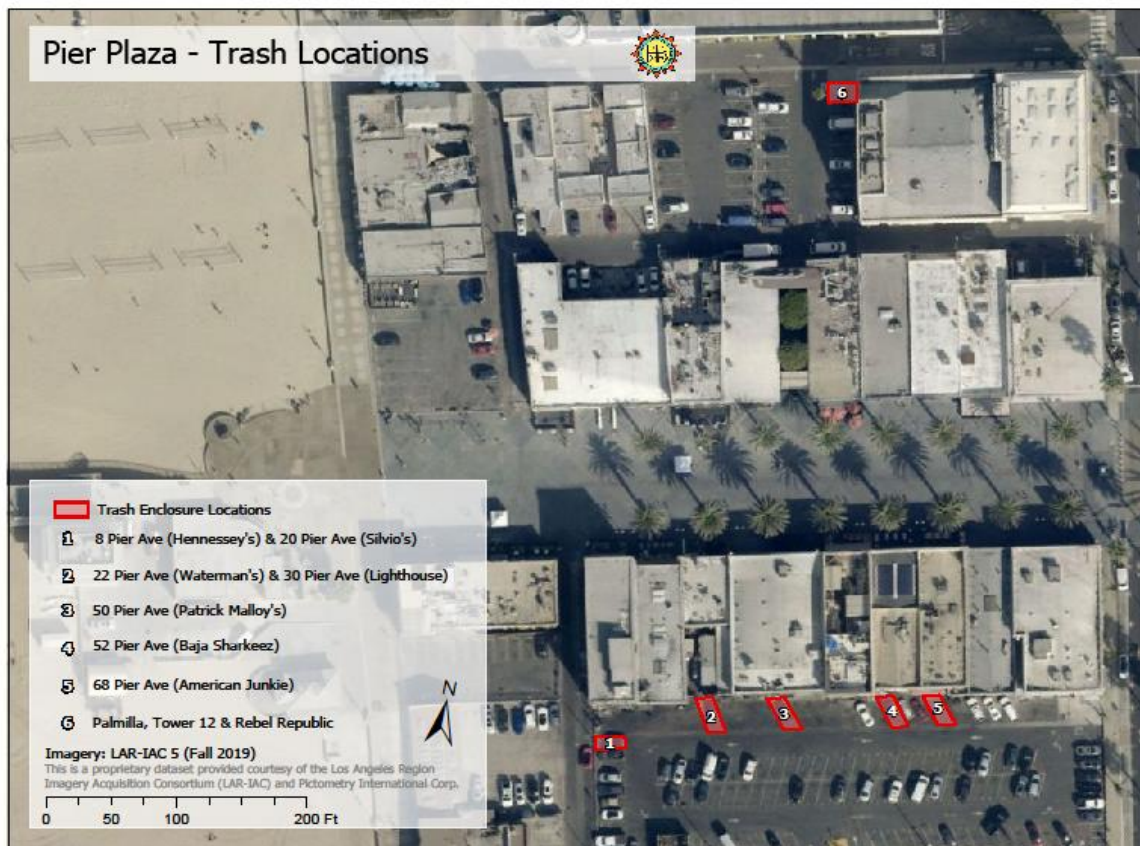 Pier Plaza - Trash Locations
6
Trash Enclosure Locations
1 8 Pier Ave (Hennessey's) & 20 Pier Ave (Silvio's)
2 22 Pier Ave (Waterman's) & 30 Pier Ave (Lighthouse)
3 50 Pier Ave (Patrick Malloy's)
4 52 Pier Ave (Baja Sharkeez)
5 68 Pier Ave (American Junkie)
6 Palmilla, Tower 12 & Rebel Republic
N
Imagery: LAR-IAC 5 (Fall 2019)
This is a proprietary dataset provided courtesy of the Los Angeles Region
Imagery Acquisition Consortium (LAR-IAC) and Pictometry International Corp.
0 50 100 200 Ft
2 3 4 5
1